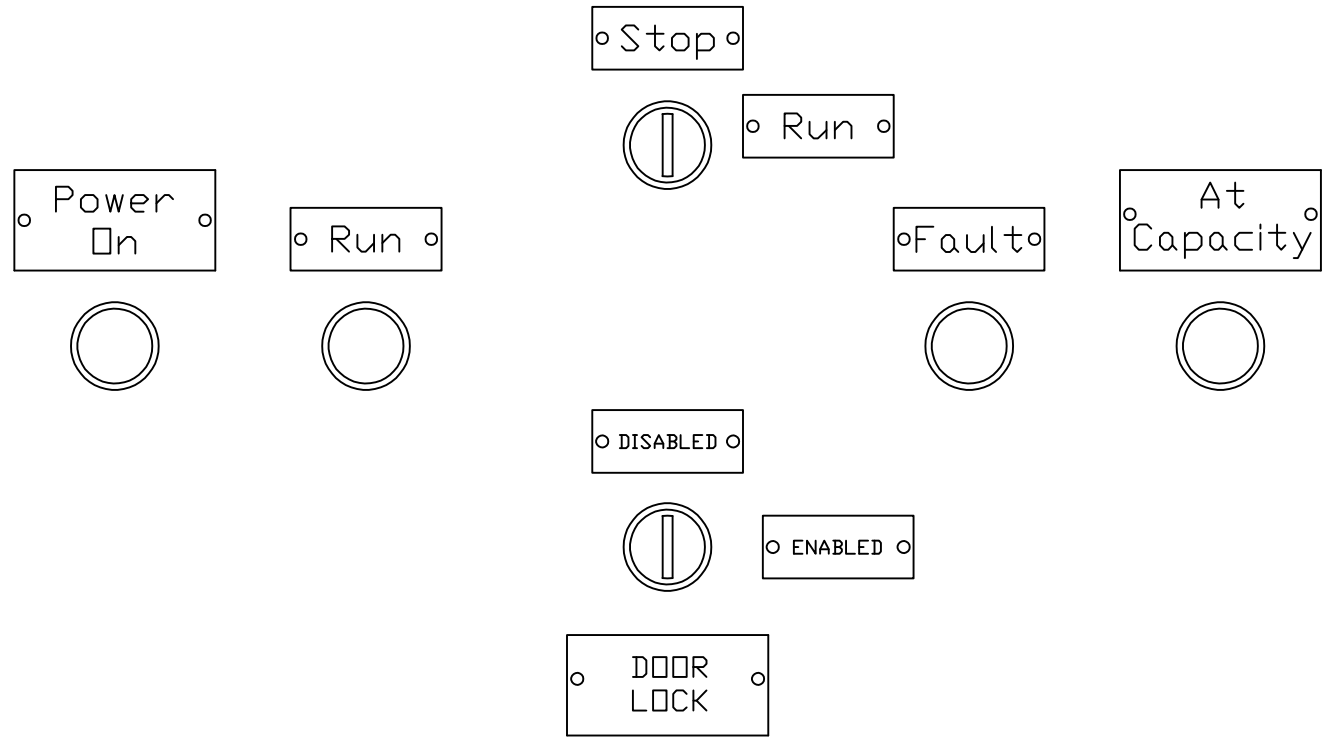 Stop
Run
Power
On
Run
Fault
At
Capacity
DISABLED
ENABLED
DOOR
LOCK